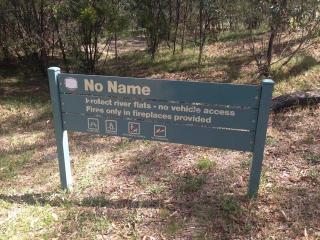 No Name
Protect river flats - no vehicle access
Fires only in fireplaces provided